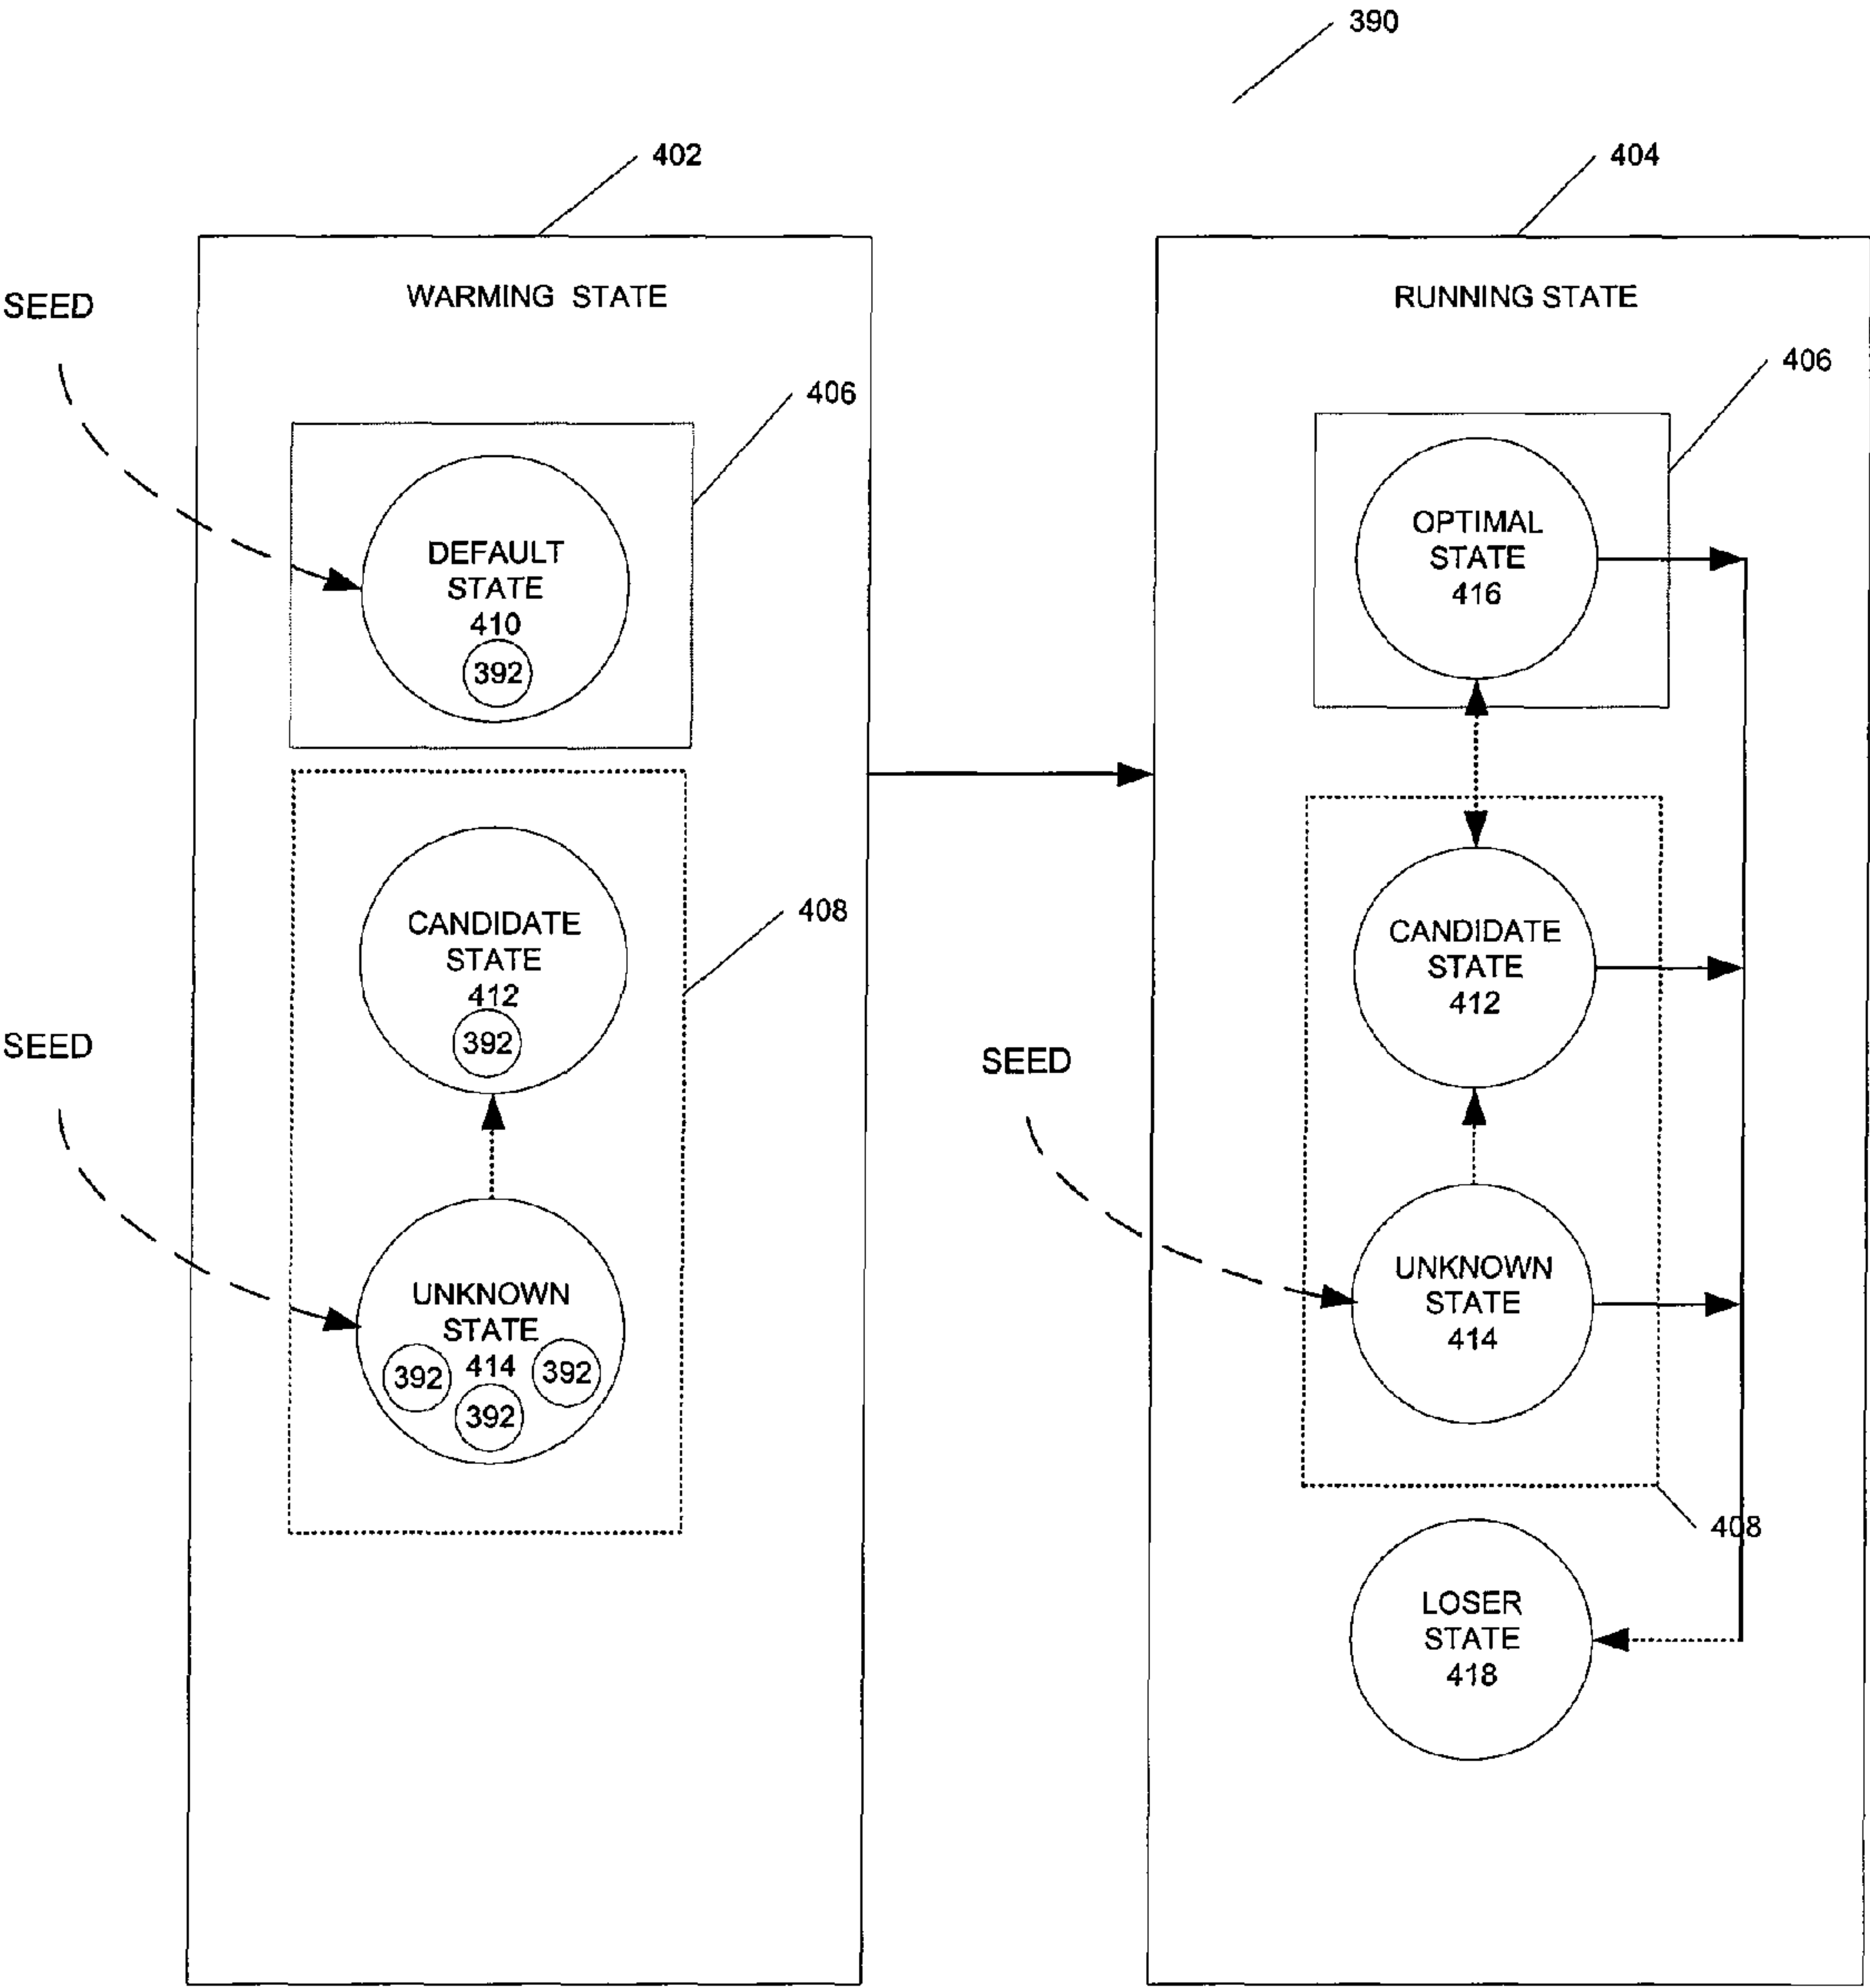 390
402
404
WARMING STATE
RUNNING STATE
SEED
406
406
DEFAULT
STATE
410
392
OPTIMAL
STATE
416
408
CANDIDATE
STATE
412
392
CANDIDATE
STATE
412
SEED
SEED
UNKNOWN
STATE
414
392
392
392
UNKNOWN
STATE
414
408
LOSER
STATE
418